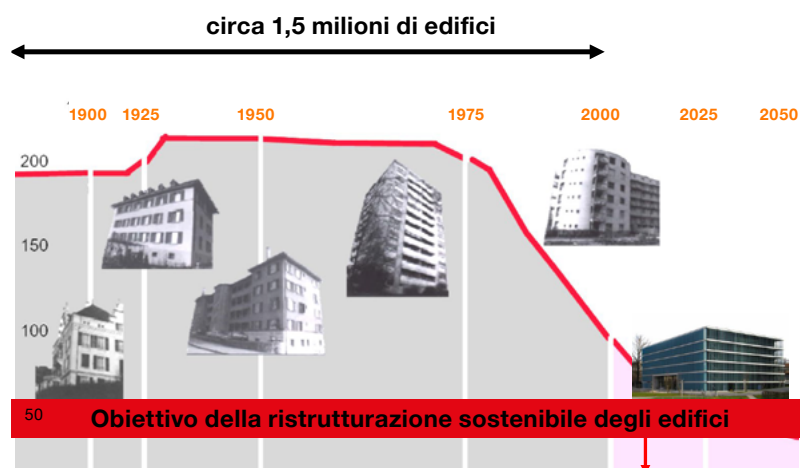 circa 1,5 milioni di edifici
1900 1925 1950 1975 2000 2025 2050
200
150
100
50 Obiettivo della ristrutturazione sostenibile degli edifici